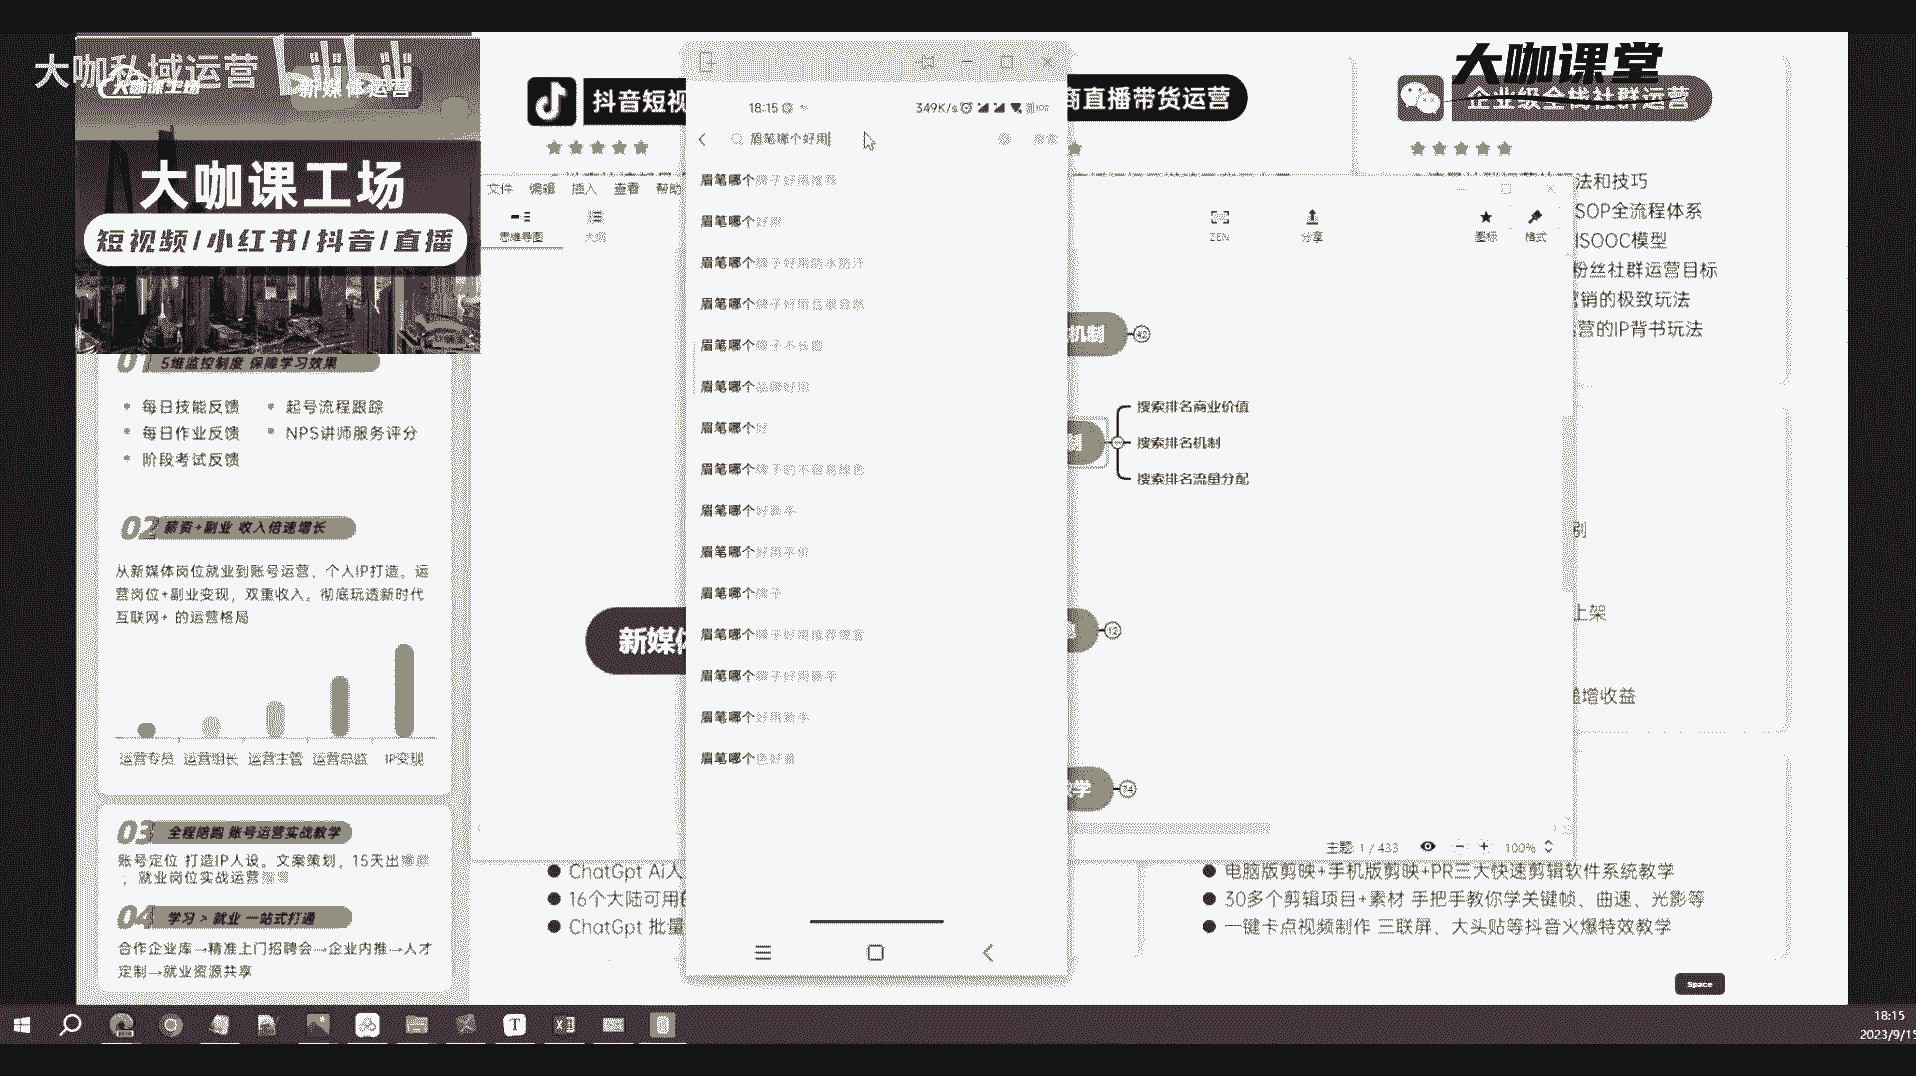 大咖私域运营
大咖课工场
新媒体运营
大咖课工场
短视频/小红书/抖音/直播
01 5维监控制度 保障学习效果
每日技能反馈
起号流程跟踪
每日作业反馈
NPS讲师服务评分
阶段考试反馈
02 薪资+副业 收入倍速增长
从新媒体岗位就业到账号运营、个人IP打造。运
营岗位+副业变现，双重收入。彻底玩透新时代
互联网+ 的运营格局
运营专员 运营组长 运营主管 运营总监 IP变现
03 全程陪跑 账号运营实战教学
账号定位 打造IP人设。文案策划，15天出
；就业岗位实战运营
04 学习 > 就业 一站式打通
合作企业库→精准上门招聘会→企业内推→人才
定制→就业资源共享
抖音短视
商直播带货运营
大咖课堂
企业级全栈社群运营
文件 编辑 插入 查看 帮助
思维导图
大纲
ZEN
分享
图标
格式
18:15
349K/s
眉笔哪个好用
搜索
眉笔哪个牌子好用推荐
眉笔哪个好用
眉笔哪个牌子好用防水防汗
眉笔哪个牌子好用且很自然
眉笔哪个牌子不长
眉笔哪个品牌好用
眉笔哪个好
眉笔哪个牌子的不容易掉色
眉笔哪个好新手
眉笔哪个好用平价
眉笔哪个牌子
眉笔哪个牌子好用推荐便宜
眉笔哪个牌子好用新手
眉笔哪个好用新手
眉笔哪个色好看
新媒体
机制
42
制
搜索排名商业价值
搜索排名机制
搜索排名流量分配
12
学
74
主题: 1 / 433
100%
法和技巧
SOP全流程体系
ISOOC模型
粉丝社群运营目标
营销的极致玩法
运营的IP背书玩法
刷
上架
递增收益
ChatGpt AI人
16个大陆可用的
ChatGpt 批量
电脑版剪映+手机版剪映+PR三大快速剪辑软件系统教学
30多个剪辑项目+素材 手把手教你学关键帧、曲速、光影等
一键卡点视频制作 三联屏、大头贴等抖音火爆特效教学
Space
18:15
2023/9/15